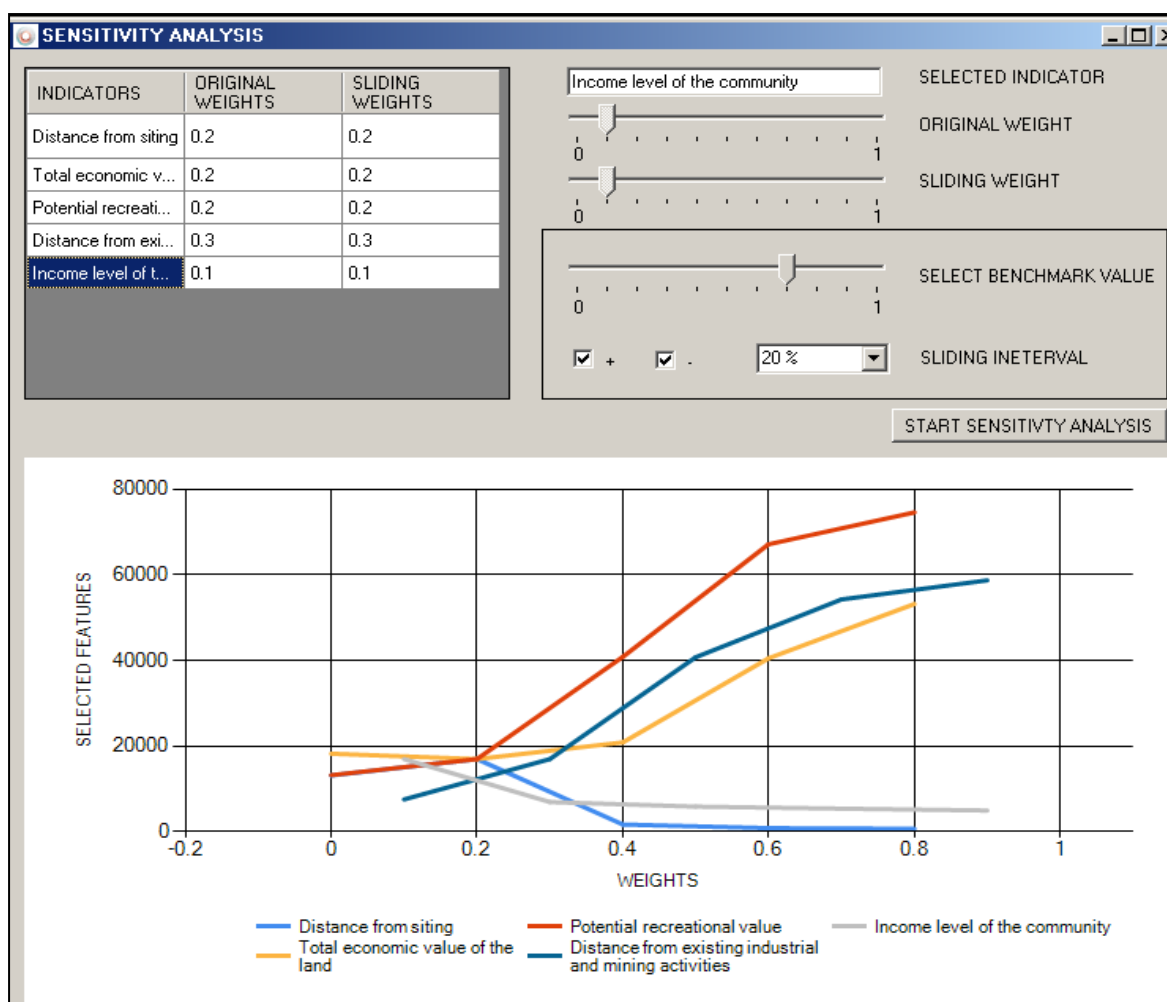 SENSITIVITY ANALYSIS
INDICATORS ORIGINAL WEIGHTS SLIDING WEIGHTS
Distance from siting 0.2 0.2
Total economic v... 0.2 0.2
Potential recreati... 0.2 0.2
Distance from exi... 0.3 0.3
Income level of t... 0.1 0.1
Income level of the community SELECTED INDICATOR
ORIGINAL WEIGHT
0 1
SLIDING WEIGHT
0 1
SELECT BENCHMARK VALUE
0 1
+ - 20 % SLIDING INETERVAL
START SENSITIVTY ANALYSIS
SELECTED FEATURES
80000
60000
40000
20000
0
-0.2 0 0.2 0.4 0.6 0.8 1
WEIGHTS
Distance from siting Potential recreational value Income level of the community
Total economic value of the Distance from existing industrial
land and mining activities